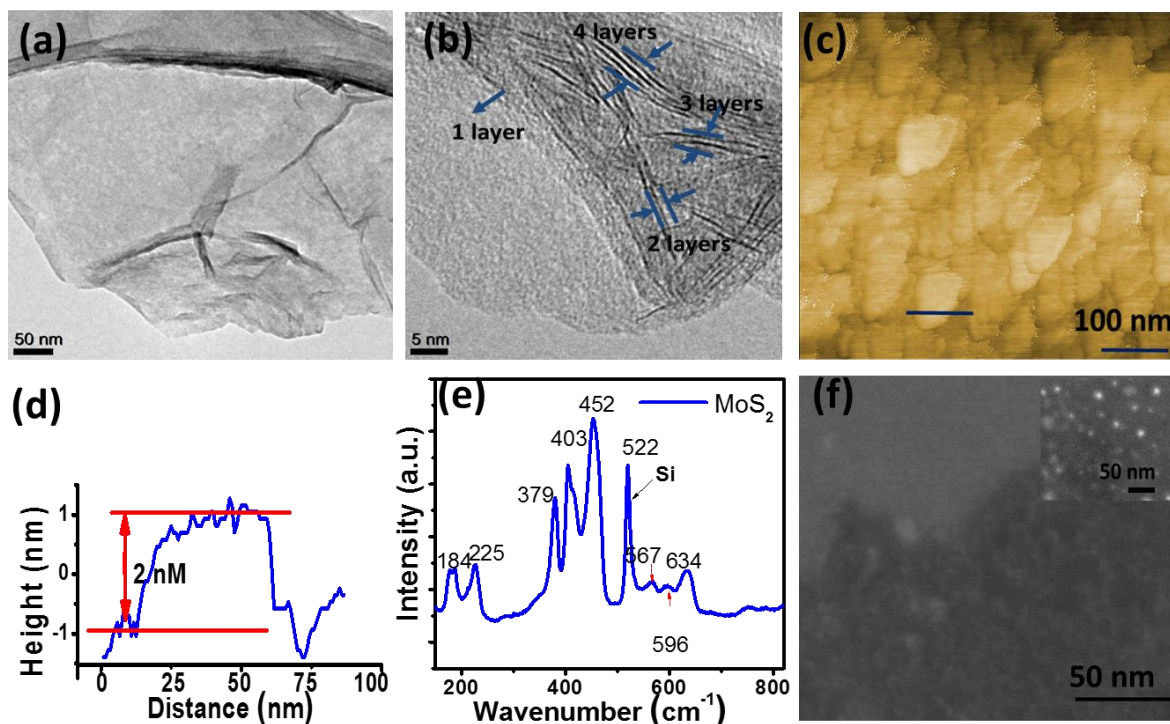 (a)
50 nm
(b)
4 layers
3 layers
1 layer
2 layers
5 nm
(c)
100 nm
(d)
Height (nm)
1
0
-1
2 nM
0 25 50 75 100
Distance (nm)
(e)
Intensity (a.u.)
MoS2
452
403
522
Si
379
184
225
567
634
596
200 400 600 800
Wavenumber (cm-1)
(f)
50 nm
50 nm